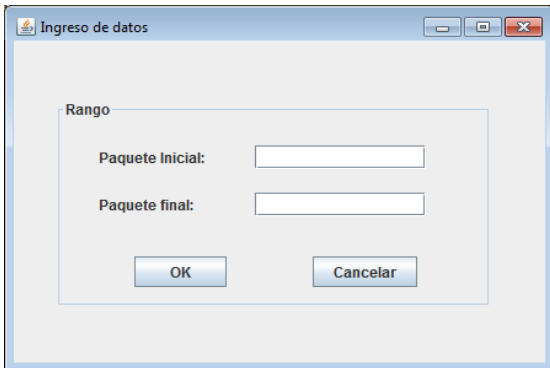 Ingreso de datos
Rango
Paquete Inicial:
Paquete final:
OK Cancelar